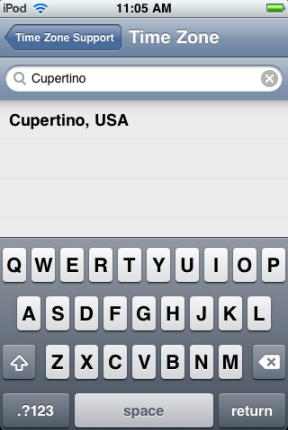 iPod 11:05 AM
Time Zone Support Time Zone
Cupertino
Cupertino, USA
Q W E R T Y U I O P
A S D F G H J K L
Z X C V B N M
.?123 space return